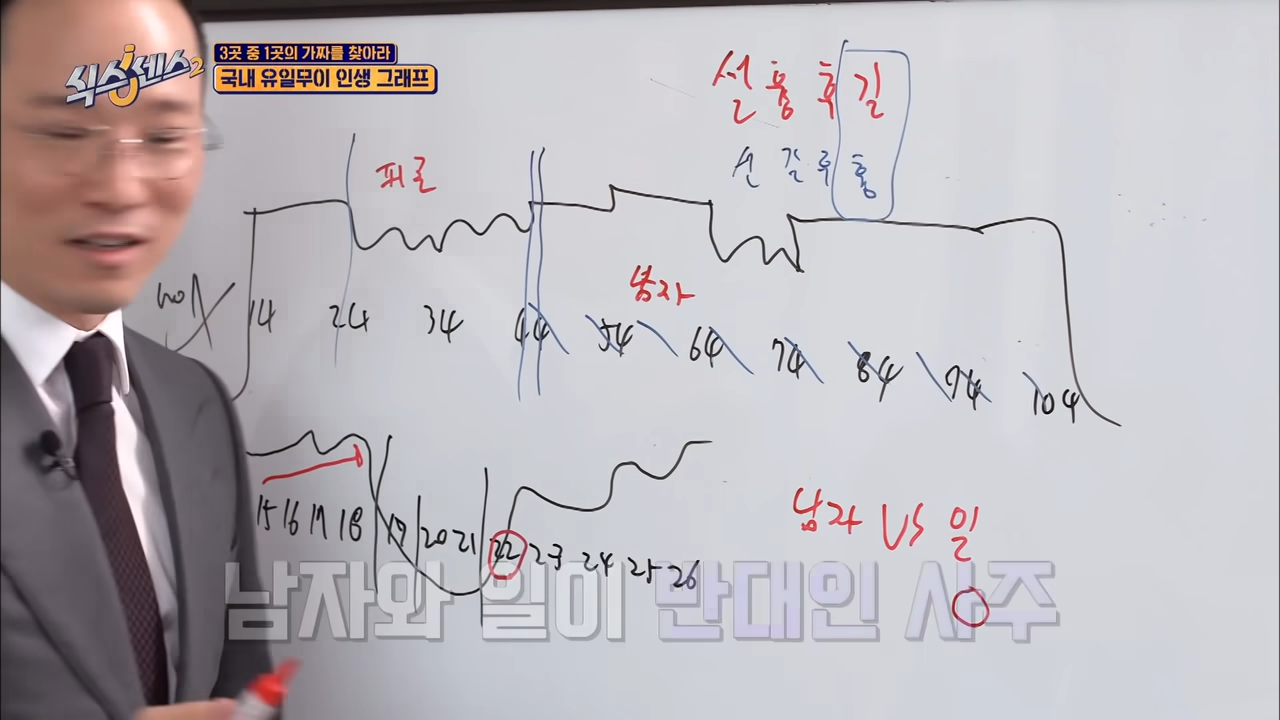 식스센스2
3곳 중 1곳의 가짜를 찾아라
국내 유일무이 인생 그래프
선흉후길
선길후흉
피로
남자
no
14 24 34 44 54 64 74 84 94 104
15 16 17 18 19 20 21 22 23 24 25 26
남자 VS 일
남자와 일이 반대인 사주